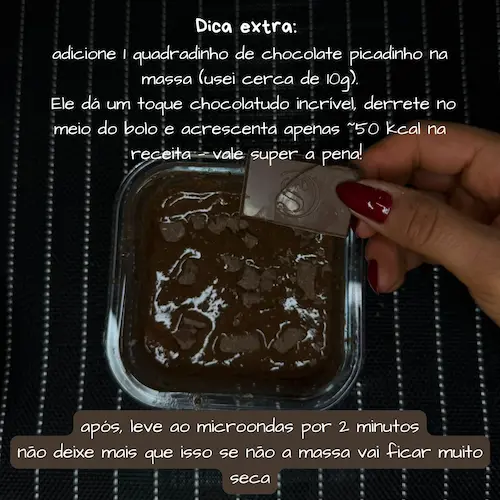 Dica extra:
adicione 1 quadradinho de chocolate picadinho na
massa (usei cerca de 10g).
Ele dá um toque chocolatudo incrível, derrete no
meio do bolo e acrescenta apenas ~50 kcal na
receita - vale super a pena!
após, leve ao microondas por 2 minutos
não deixe mais que isso se não a massa vai ficar muito
seca